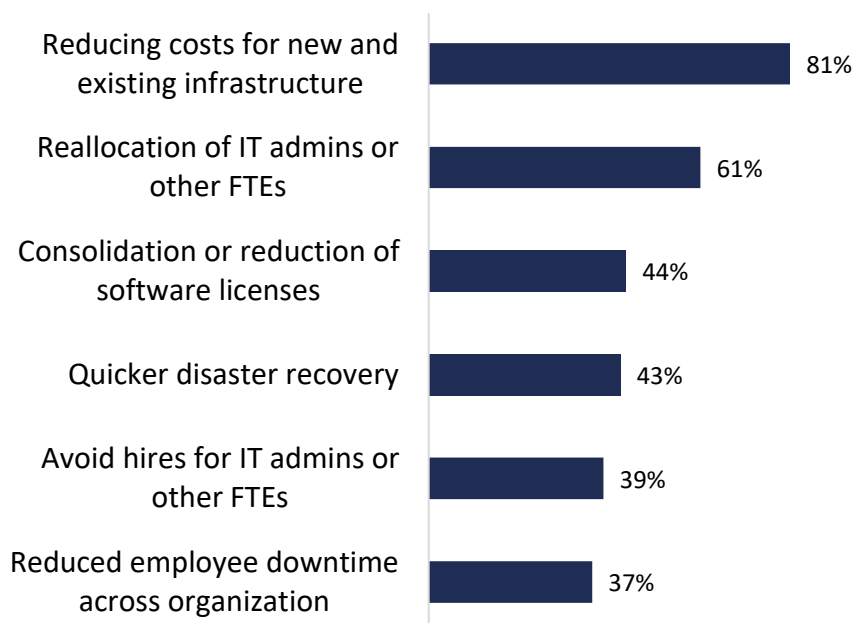 Reducing costs for new and
existing infrastructure
81%
Reallocation of IT admins or
other FTEs
61%
Consolidation or reduction of
software licenses
44%
Quicker disaster recovery
43%
Avoid hires for IT admins or
other FTEs
39%
Reduced employee downtime
across organization
37%